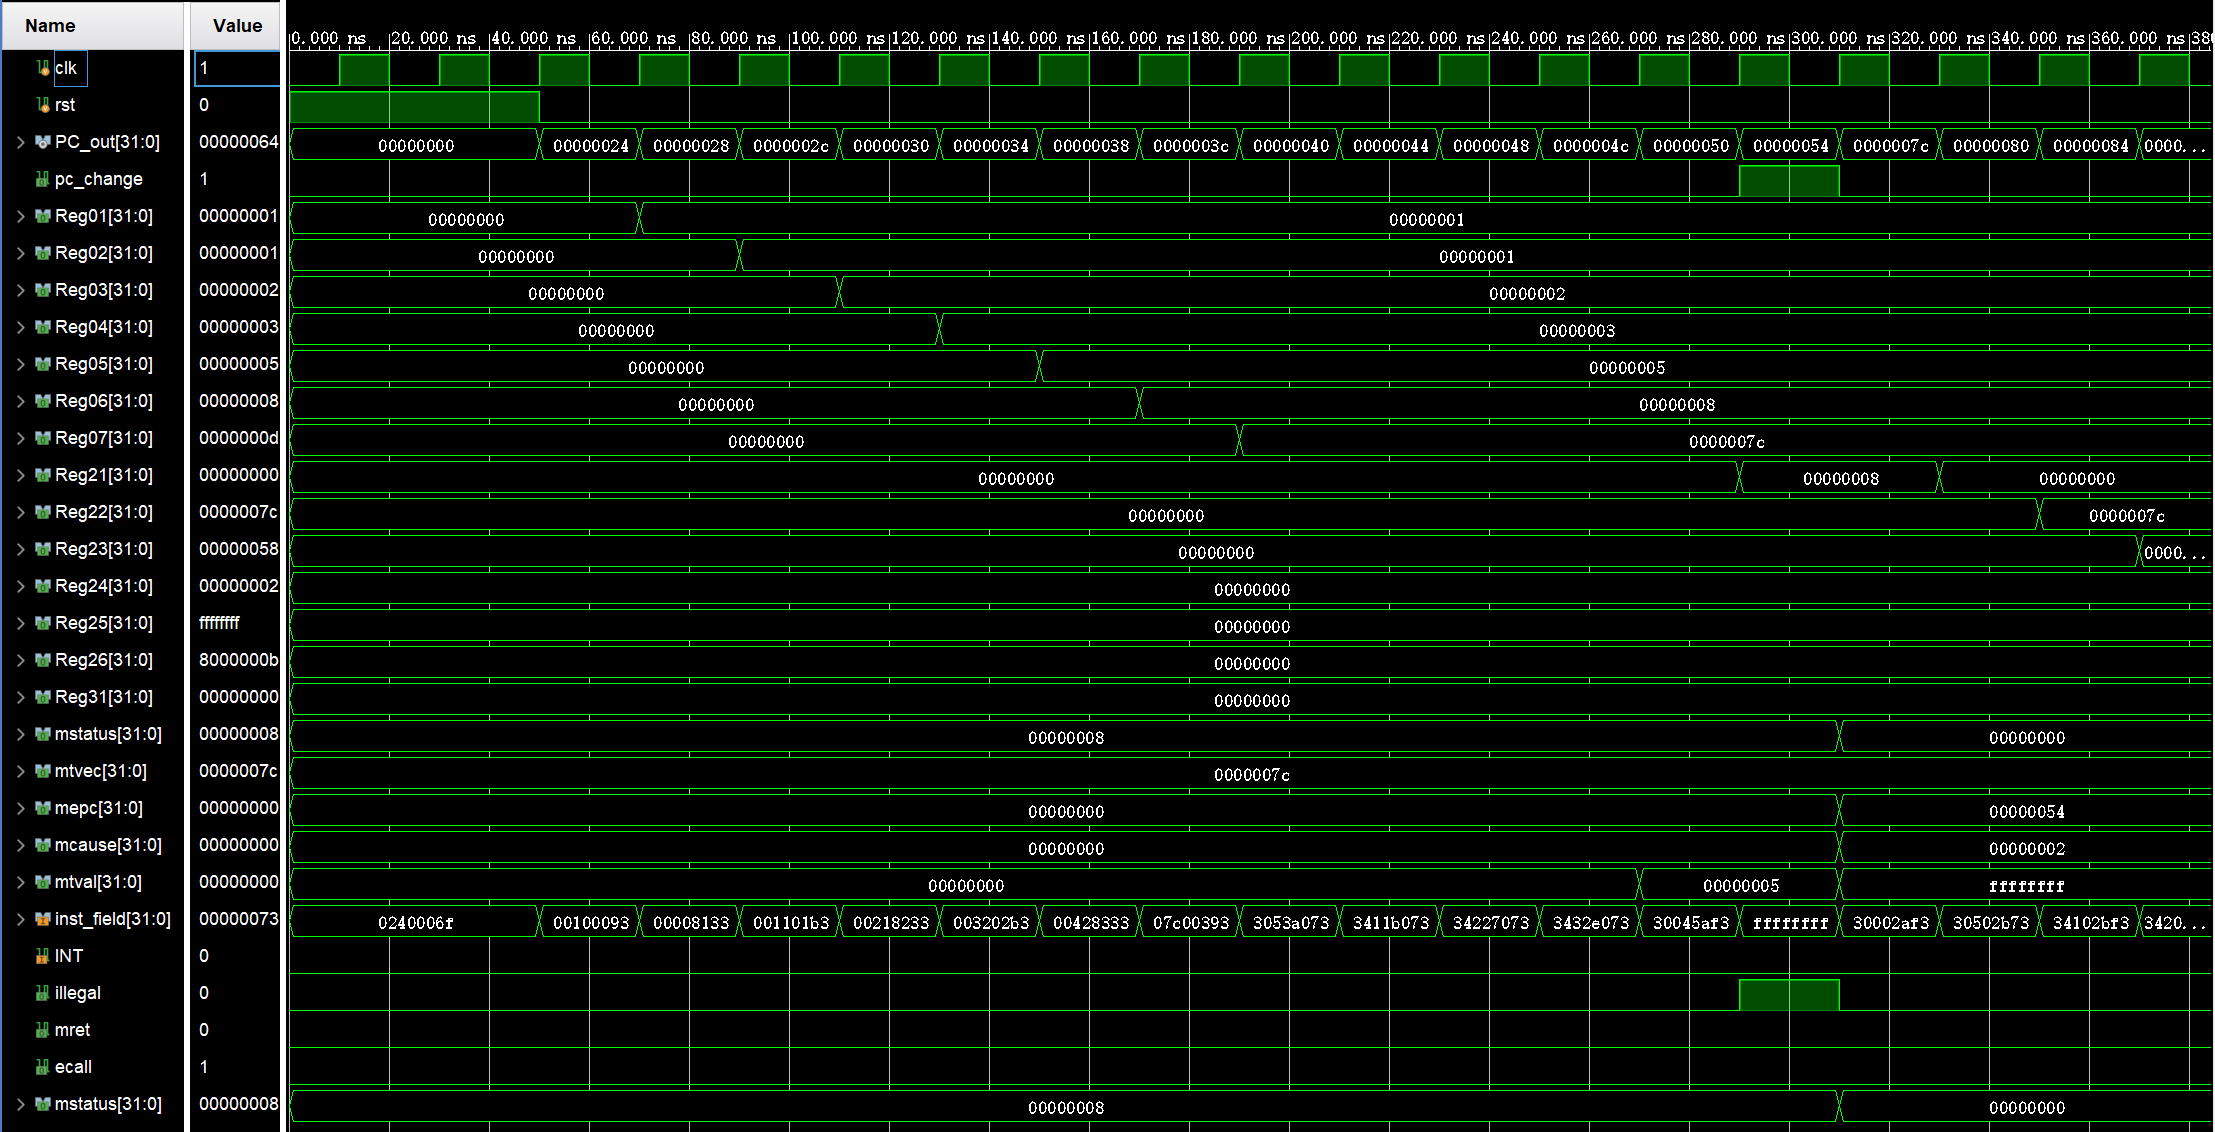 Name Value
0.000 ns 20.000 ns 40.000 ns 60.000 ns 80.000 ns 100.000 ns 120.000 ns 140.000 ns 160.000 ns 180.000 ns 200.000 ns 220.000 ns 240.000 ns 260.000 ns 280.000 ns 300.000 ns 320.000 ns 340.000 ns 360.000 ns 380
clk 1
rst 0
PC_out[31:0] 00000064 00000000 00000024 00000028 0000002c 00000030 00000034 00000038 0000003c 00000040 00000044 00000048 0000004c 00000050 00000054 0000007c 00000080 00000084 0000...
pc_change 1
Reg01[31:0] 00000001 00000000 00000001
Reg02[31:0] 00000001 00000000 00000001
Reg03[31:0] 00000002 00000000 00000002
Reg04[31:0] 00000003 00000000 00000003
Reg05[31:0] 00000005 00000000 00000005
Reg06[31:0] 00000008 00000000 00000008
Reg07[31:0] 0000000d 00000000 0000007c
Reg21[31:0] 00000000 00000000 00000008 00000000
Reg22[31:0] 0000007c 00000000 0000007c
Reg23[31:0] 00000058 00000000 0000...
Reg24[31:0] 00000002 00000000
Reg25[31:0] ffffffff 00000000
Reg26[31:0] 8000000b 00000000
Reg31[31:0] 00000000 00000000
mstatus[31:0] 00000008 00000008 00000000
mtvec[31:0] 0000007c 0000007c
mepc[31:0] 00000000 00000000 00000054
mcause[31:0] 00000000 00000000 00000002
mtval[31:0] 00000000 00000000 00000005 ffffffff
inst_field[31:0] 00000073 0240006f 00100093 00008133 001101b3 00218233 003202b3 00428333 07c00393 3053a073 3411b073 34227073 3432e073 30045af3 ffffffff 30002af3 30502b73 34102bf3 3420...
INT 0
illegal 0
mret 0
ecall 1
mstatus[31:0] 00000008 00000008 00000000